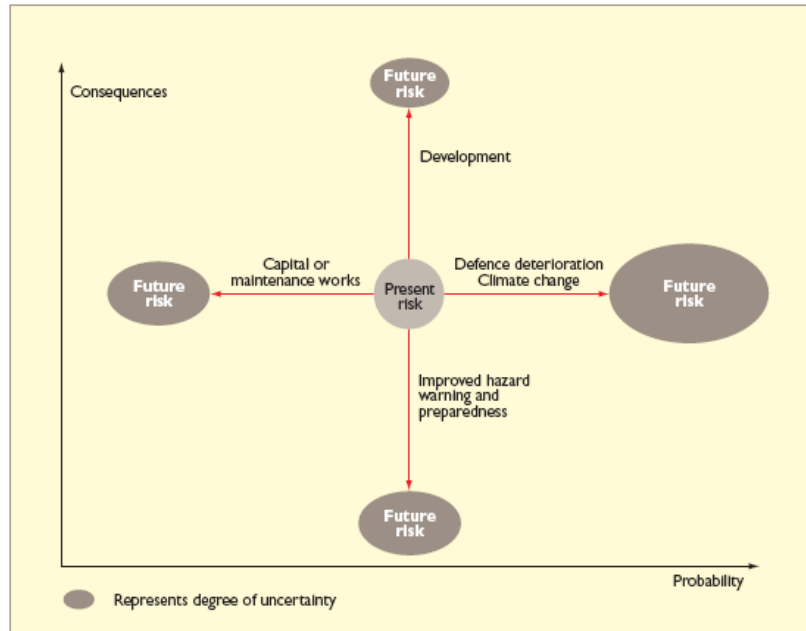 Future
risk
Consequences
Development
Capital or
maintenance works
Defence deterioration
Climate change
Future
risk
Present
risk
Future
risk
Improved hazard
warning and
preparedness
Future
risk
Probability
Represents degree of uncertainty